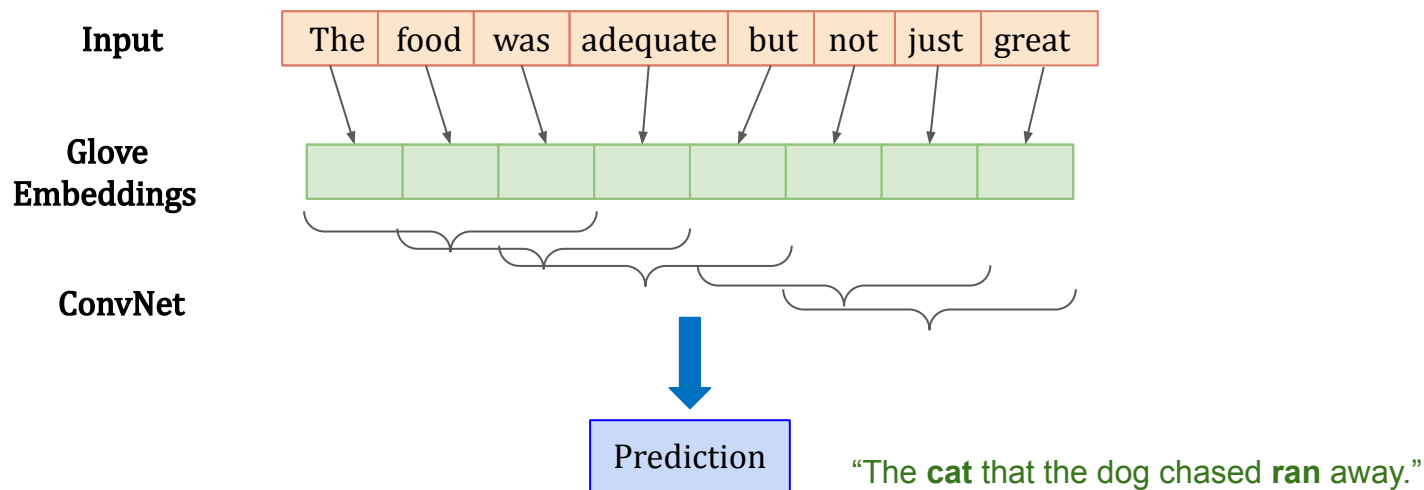 Input
The food was adequate but not just great
Glove
Embeddings
ConvNet
Prediction
“The cat that the dog chased ran away.”